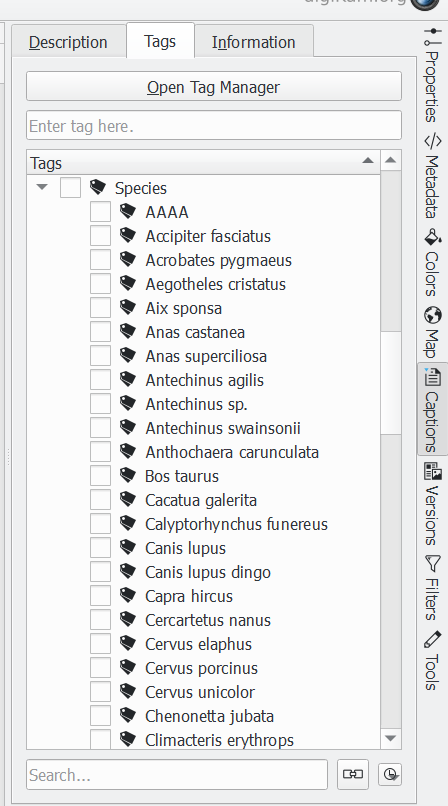 digikam.org
Description
Tags
Information
Open Tag Manager
Enter tag here.
Tags
Species
AAAA
Accipiter fasciatus
Acrobates pygmaeus
Aegotheles cristatus
Aix sponsa
Anas castanea
Anas superciliosa
Antechinus agilis
Antechinus sp.
Antechinus swainsonii
Anthochaera carunculata
Bos taurus
Cacatua galerita
Calyptorhynchus funereus
Canis lupus
Canis lupus dingo
Capra hircus
Cercartetus nanus
Cervus elaphus
Cervus porcinus
Cervus unicolor
Chenonetta jubata
Climacteris erythrops
Search...
Properties
Metadata
Colors
Map
Captions
Versions
Filters
Tools